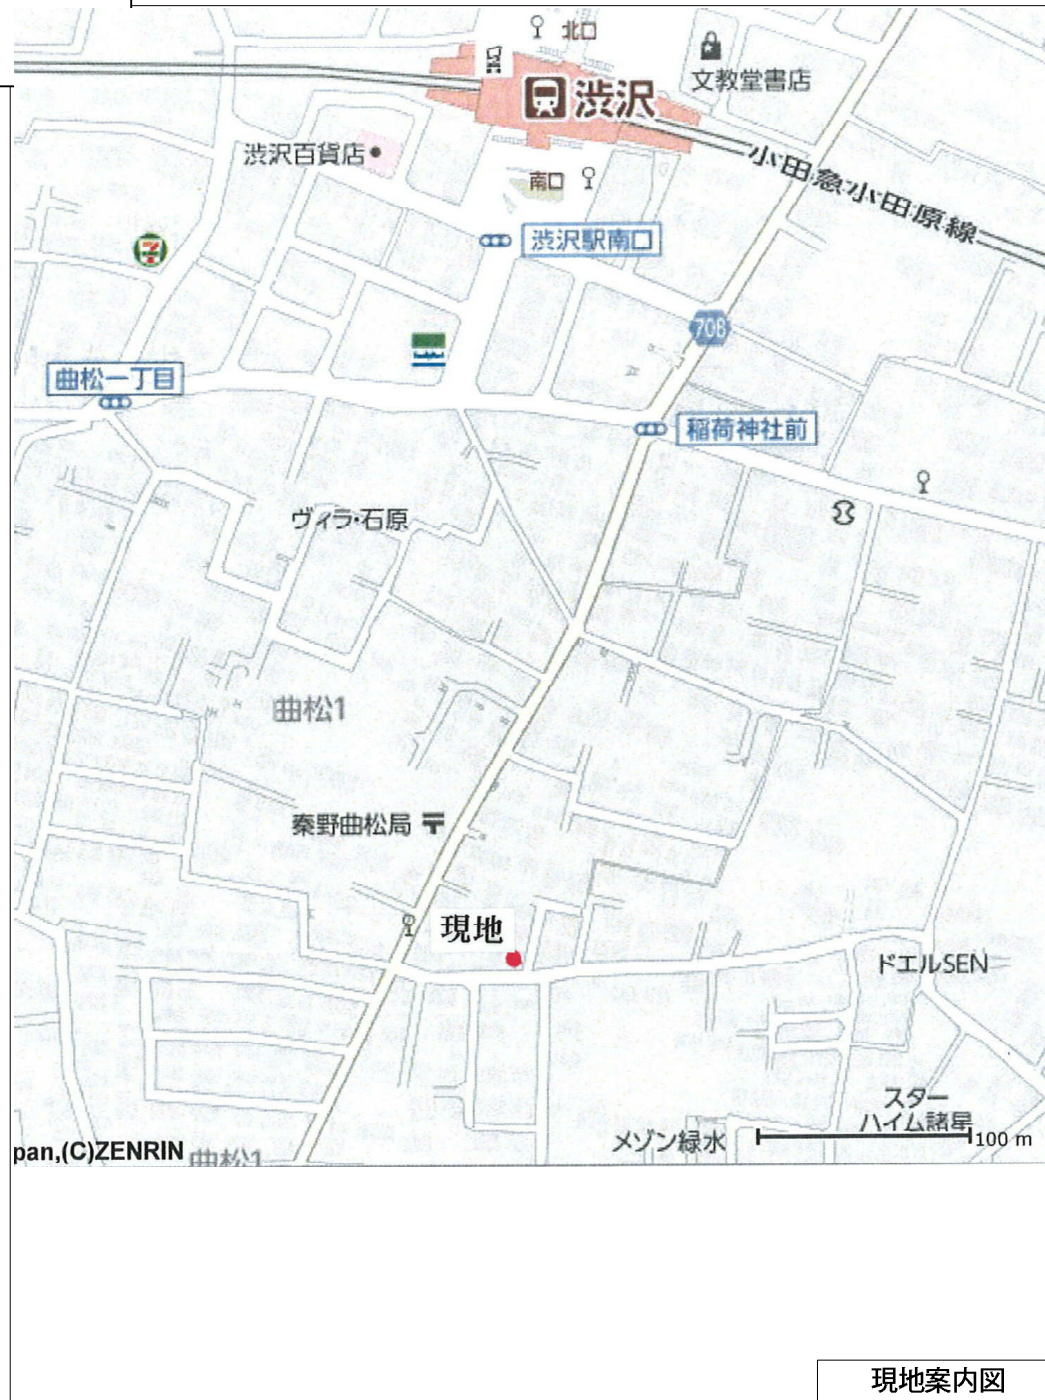 北口
渋沢
文教堂書店
渋沢百貨店
南口
小田急小田原線
渋沢駅南口
708
FamilyMart
曲松一丁目
稲荷神社前
ヴィラ・石原
曲松1
秦野曲松局
現地
ドエルSEN
スター
ハイム諸星
メゾン緑水
100 m
pan,(C)ZENRIN
曲松1
現地案内図